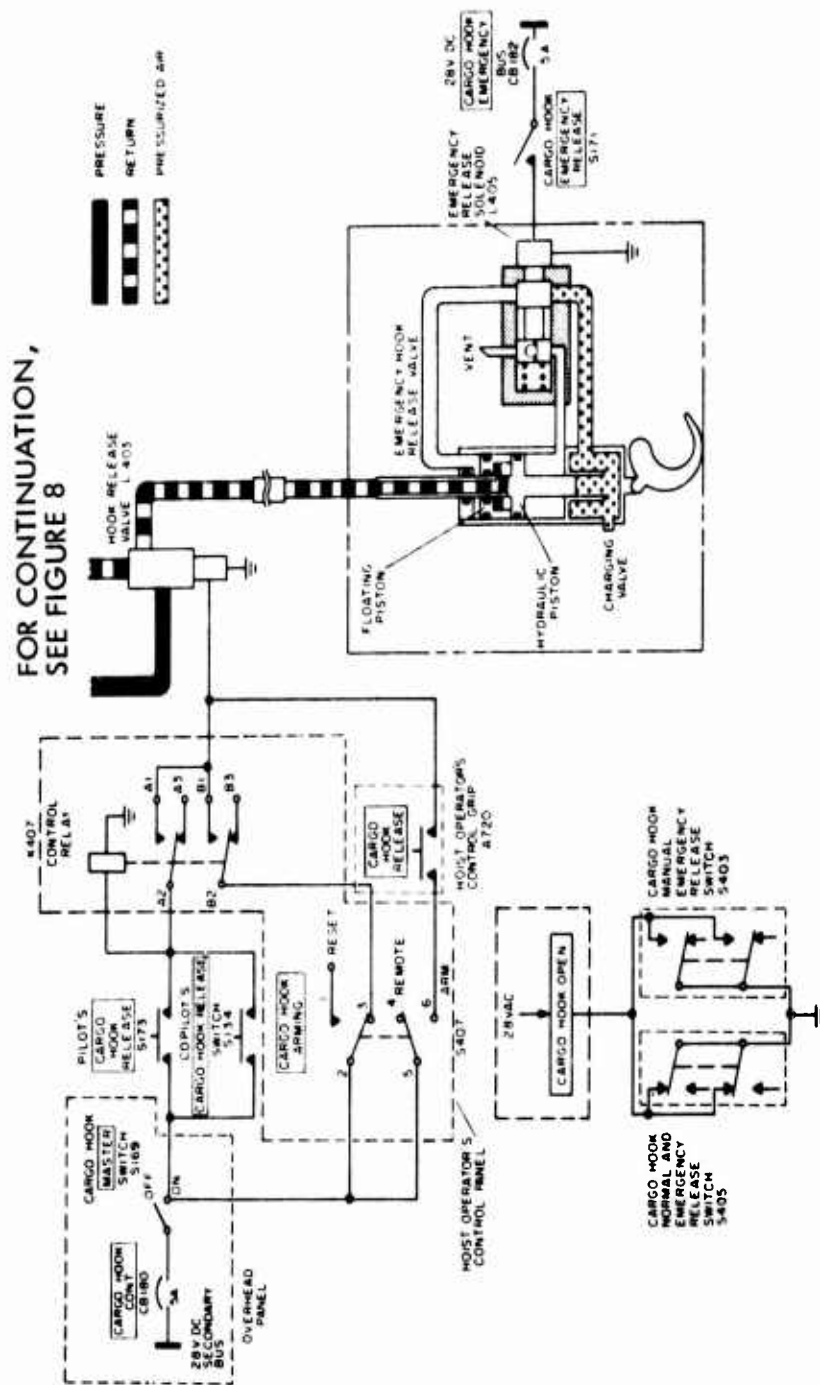 FOR CONTINUATION,
SEE FIGURE 8
PRESSURE
RETURN
PRESSURIZED AIR
HOOK RELEASE
VALVE L403
K407
CONTROL
RELAY
A1
A3
B1
B3
A2
B2
PILOT'S
CARGO
HOOK
RELEASE
S173
COPILOT'S
CARGO HOOK RELEASE
SWITCH
S134
CARGO HOOK
MASTER
SWITCH
S169
OFF
ON
CARGO HOOK
CONT
CB180
5A
28V DC
SECONDARY
BUS
OVERHEAD
PANEL
CARGO HOOK
ARMING
RESET
2
3
REMOTE
4
5
6
ARM
S407
HOIST OPERATOR'S
CONTROL PANEL
CARGO
HOOK
RELEASE
HOIST OPERATOR'S
CONTROL GRIP
A720
28VAC
CARGO HOOK OPEN
CARGO HOOK
NORMAL AND
EMERGENCY
RELEASE
SWITCH
S405
CARGO HOOK
MANUAL
EMERGENCY
RELEASE
SWITCH
S403
EMERGENCY HOOK
RELEASE VALVE
FLOATING
PISTON
HYDRAULIC
PISTON
CHARGING
VALVE
VENT
EMERGENCY
RELEASE
SOLENOID
L405
28V DC
CARGO HOOK
EMERGENCY
BUS
CB182
5A
CARGO HOOK
EMERGENCY
RELEASE
S171